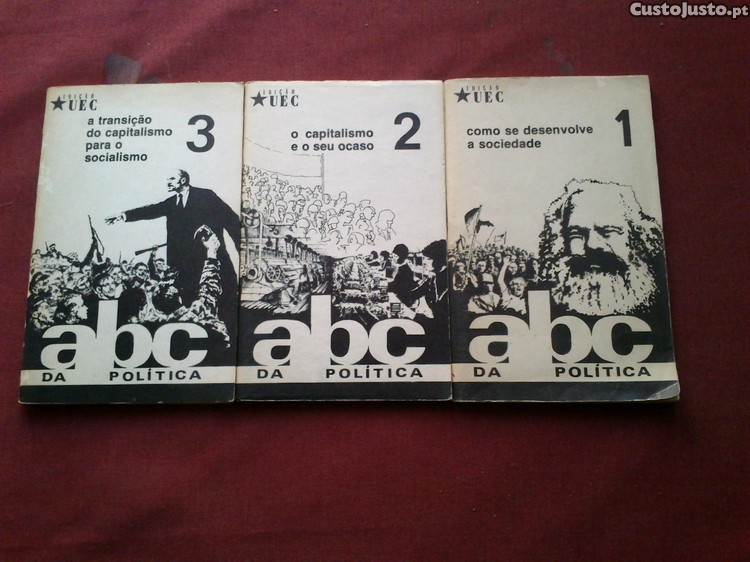 CustoJusto.pt
EDIÇÃO
UEC
a transição
do capitalismo
para o
socialismo
3
abc
DA POLÍTICA
EDIÇÃO
UEC
o capitalismo
e o seu ocaso
2
abc
DA POLÍTICA
EDIÇÃO
UEC
como se desenvolve
a sociedade
1
abc
DA POLÍTICA